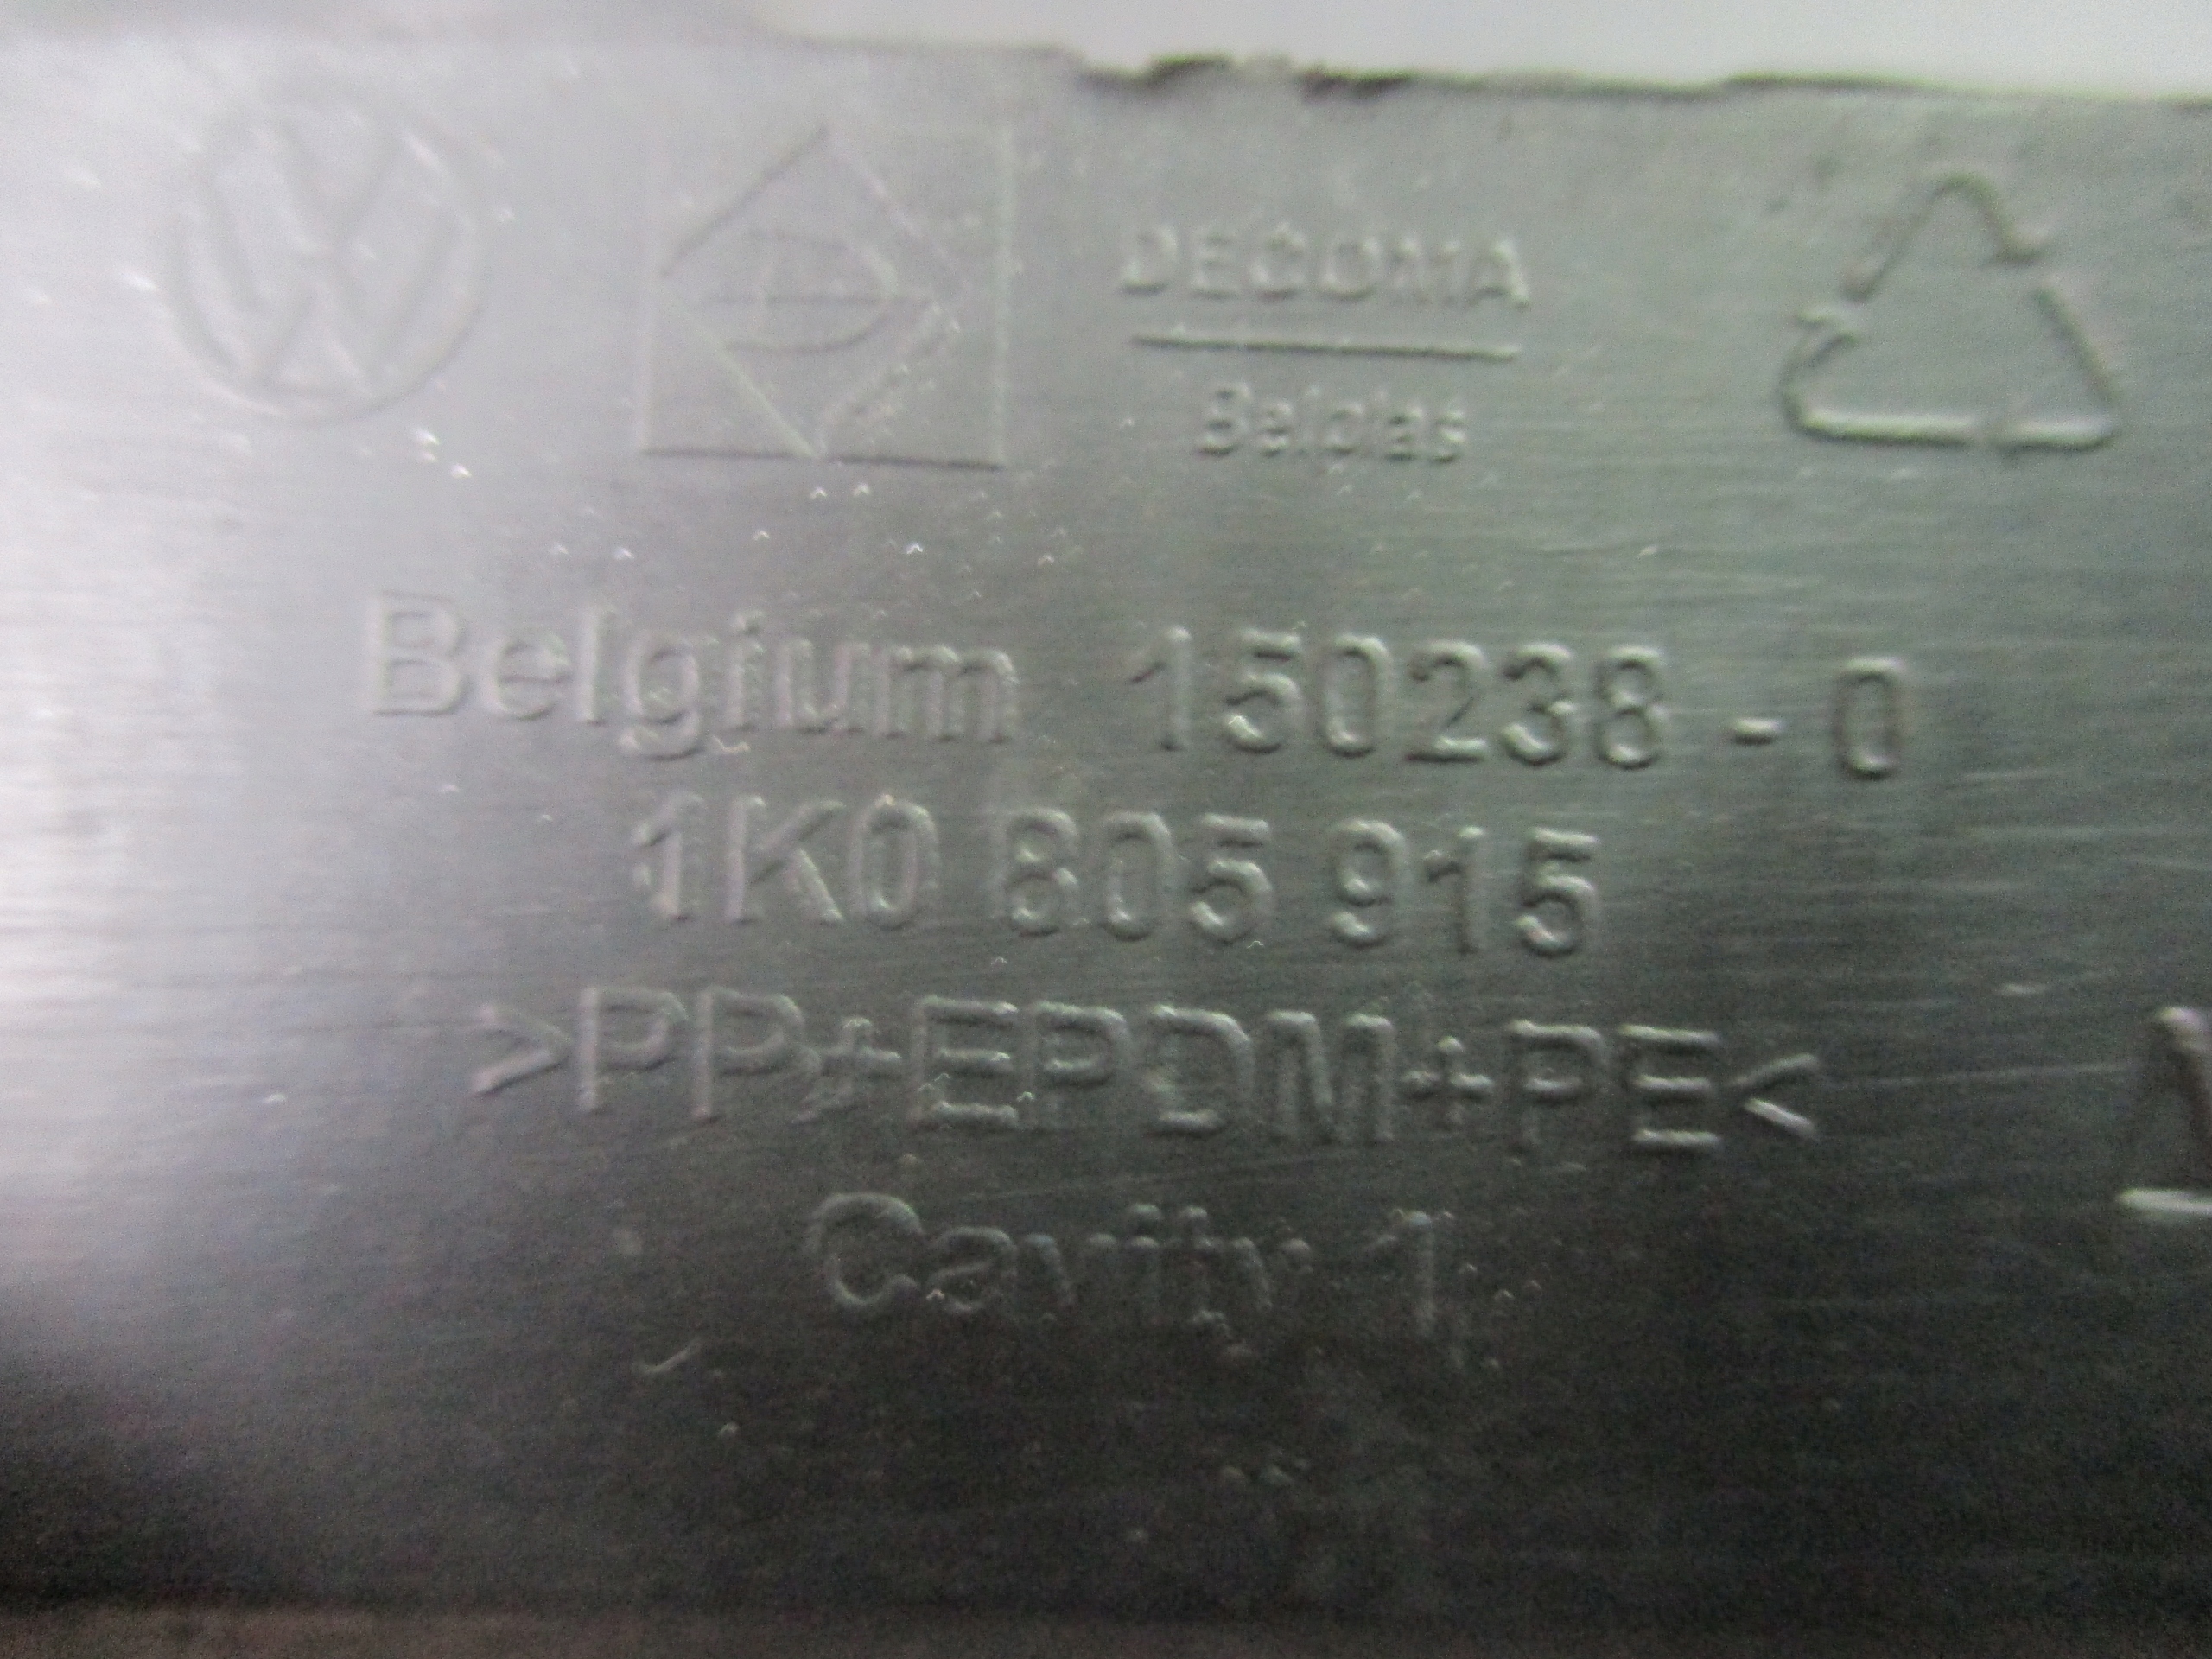 DECOMA
Belplas
Belgium 150238 - 0
1K0 805 915
>PP+EPDM+PE<
Cavity 1